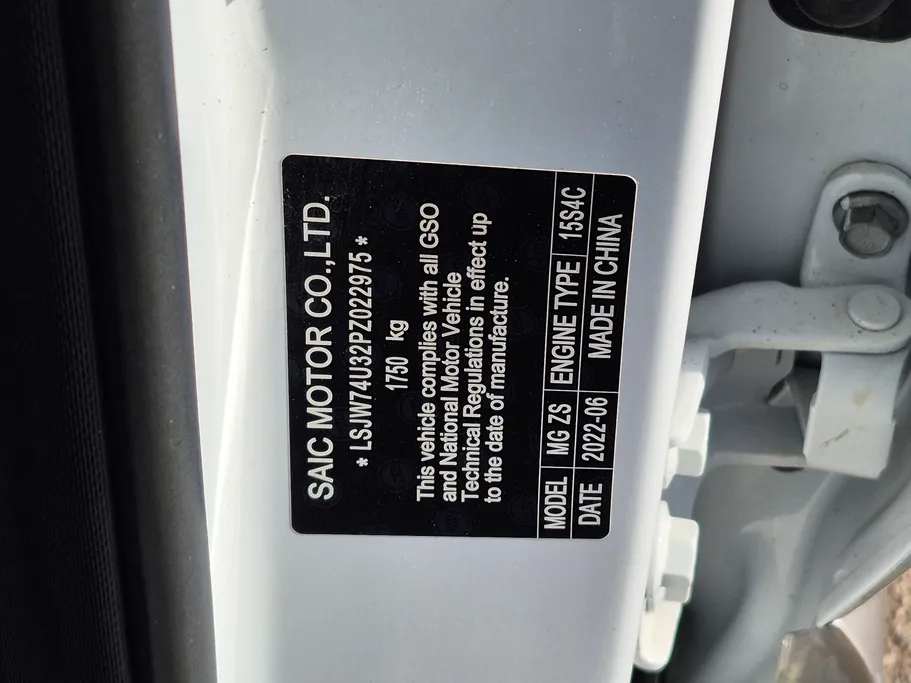 SAIC MOTOR CO.,LTD.
* LSJW74U32PZ022975 *
1750 kg
This vehicle complies with all GSO
and National Motor Vehicle
Technical Regulations in effect up
to the date of manufacture.
MODEL MG ZS ENGINE TYPE 15S4C
DATE 2022-06 MADE IN CHINA